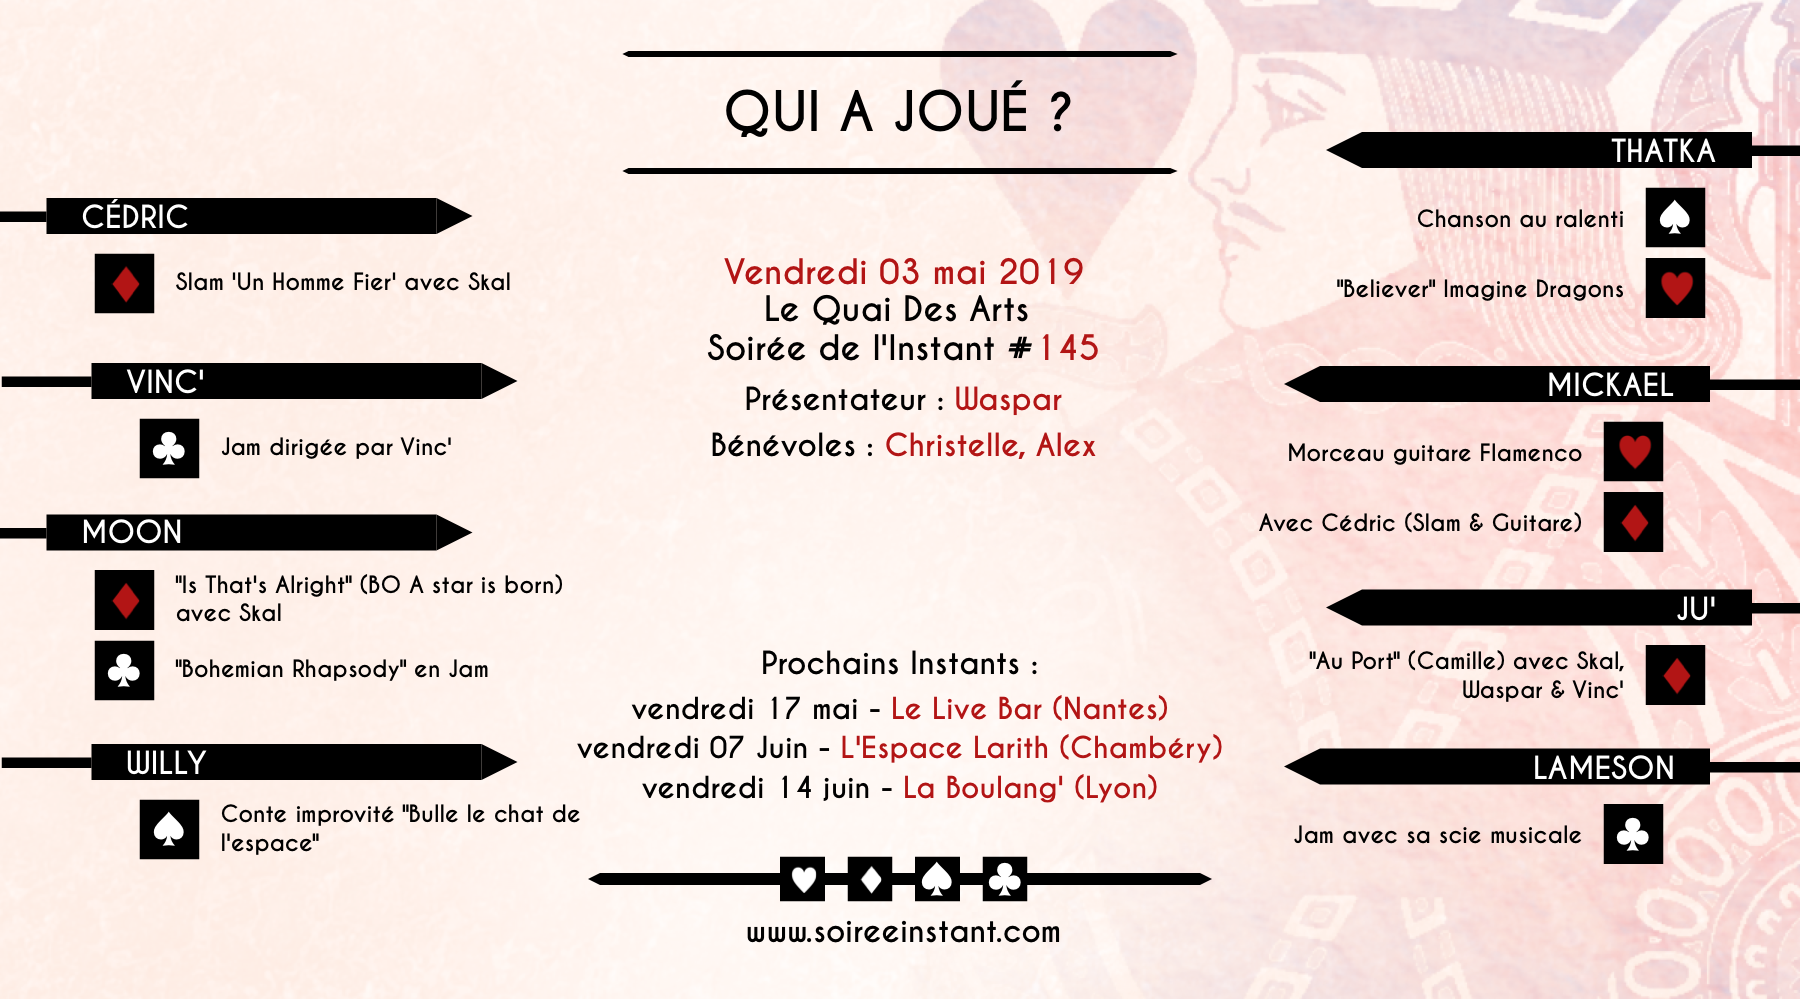 QUI A JOUÉ ?
CÉDRIC
Slam 'Un Homme Fier' avec Skal
VINC'
Jam dirigée par Vinc'
MOON
"Is That's Alright" (BO A star is born)
avec Skal
"Bohemian Rhapsody" en Jam
WILLY
Conte improvité "Bulle le chat de
l'espace"
Vendredi 03 mai 2019
Le Quai Des Arts
Soirée de l'Instant #145
Présentateur : Waspar
Bénévoles : Christelle, Alex
Prochains Instants :
vendredi 17 mai - Le Live Bar (Nantes)
vendredi 07 Juin - L'Espace Larith (Chambéry)
vendredi 14 juin - La Boulang' (Lyon)
www.soireeinstant.com
THATKA
Chanson au ralenti
"Believer" Imagine Dragons
MICKAEL
Morceau guitare Flamenco
Avec Cédric (Slam & Guitare)
JU'
"Au Port" (Camille) avec Skal,
Waspar & Vinc'
LAMESON
Jam avec sa scie musicale